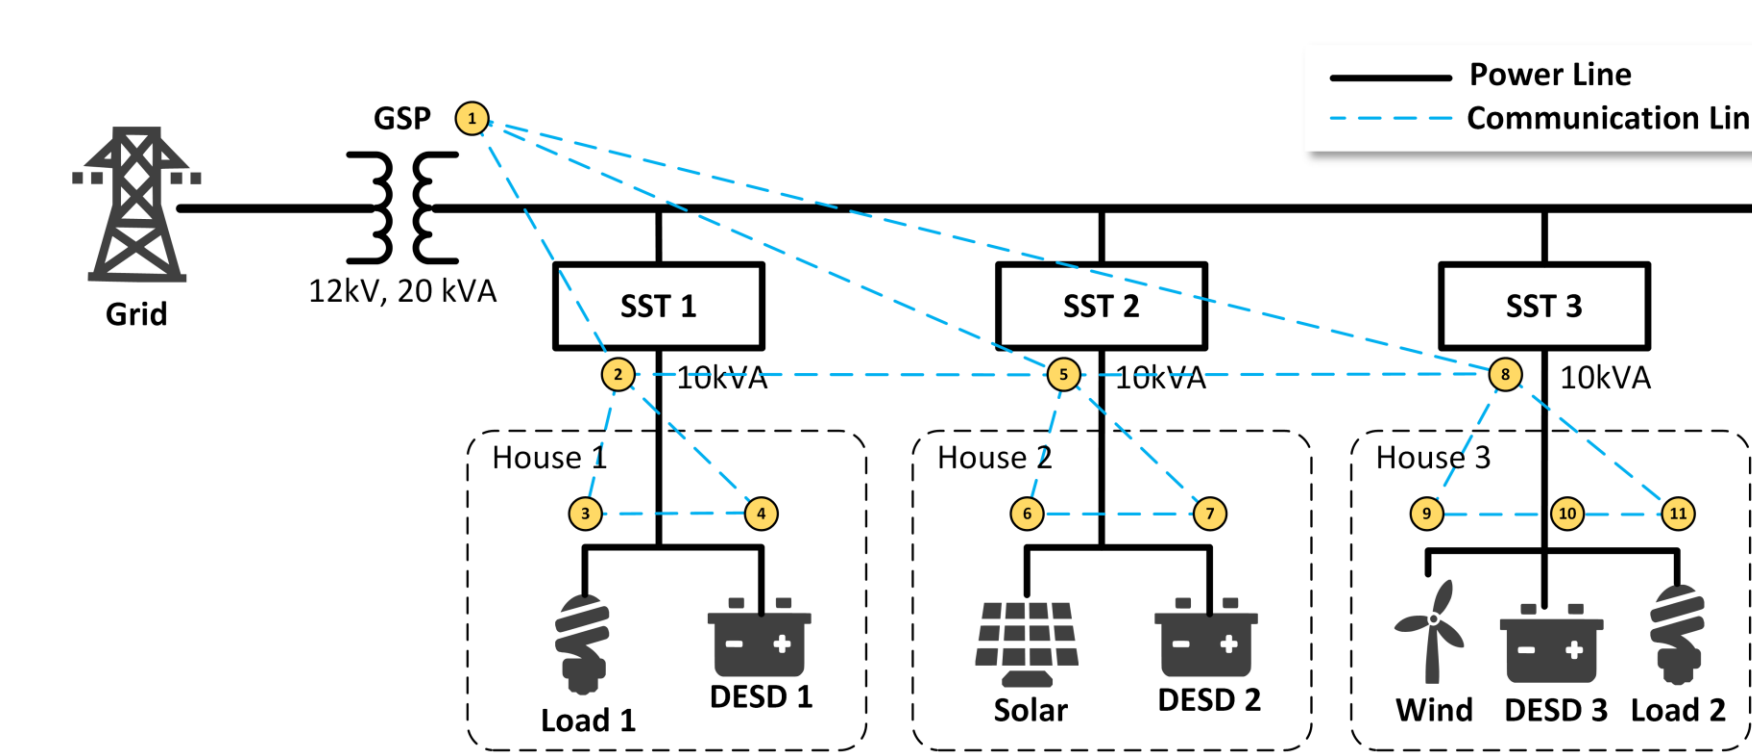 Power Line
Communication Lin
GSP
1
12kV, 20 kVA
Grid
SST 1
SST 2
SST 3
2
10kVA
5
10kVA
8
10kVA
House 1
House 2
House 3
3
4
6
7
9
10
11
Load 1
DESD 1
Solar
DESD 2
Wind
DESD 3
Load 2